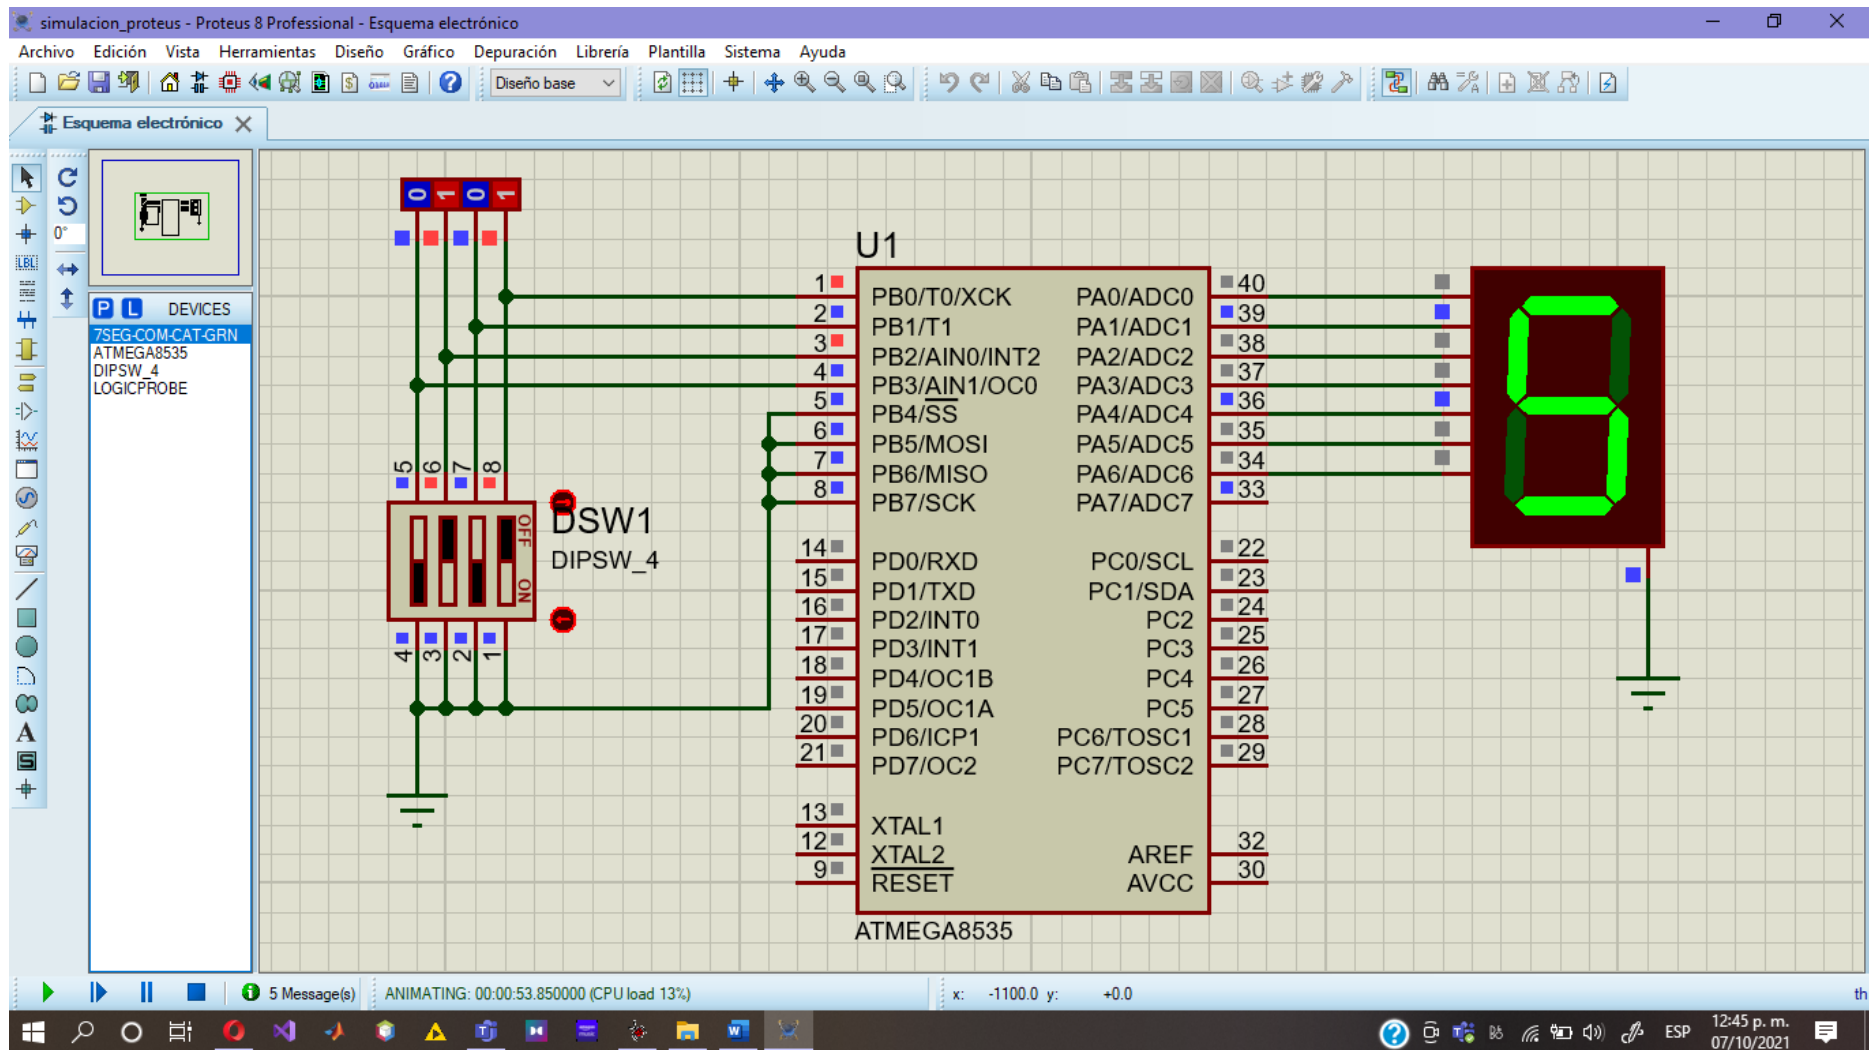 simulacion_proteus - Proteus 8 Professional - Esquema electrónico
Archivo Edición Vista Herramientas Diseño Gráfico Depuración Librería Plantilla Sistema Ayuda
Diseño base
Esquema electrónico
0°
LBL
P L DEVICES
7SEG-COM-CAT-GRN
ATMEGA8535
DIPSW_4
LOGICPROBE
A
S
0 1 0 1
5 6 7 8
OFF
ON
4 3 2 1
DSW1
DIPSW_4
U1
1 PB0/T0/XCK PA0/ADC0 40
2 PB1/T1 PA1/ADC1 39
3 PB2/AIN0/INT2 PA2/ADC2 38
4 PB3/AIN1/OC0 PA3/ADC3 37
5 PB4/SS PA4/ADC4 36
6 PB5/MOSI PA5/ADC5 35
7 PB6/MISO PA6/ADC6 34
8 PB7/SCK PA7/ADC7 33
14 PD0/RXD PC0/SCL 22
15 PD1/TXD PC1/SDA 23
16 PD2/INT0 PC2 24
17 PD3/INT1 PC3 25
18 PD4/OC1B PC4 26
19 PD5/OC1A PC5 27
20 PD6/ICP1 PC6/TOSC1 28
21 PD7/OC2 PC7/TOSC2 29
13 XTAL1
12 XTAL2 AREF 32
9 RESET AVCC 30
ATMEGA8535
5
5 Message(s) ANIMATING: 00:00:53.850000 (CPU load 13%) x: -1100.0 y: +0.0 th
ESP 12:45 p. m.
07/10/2021